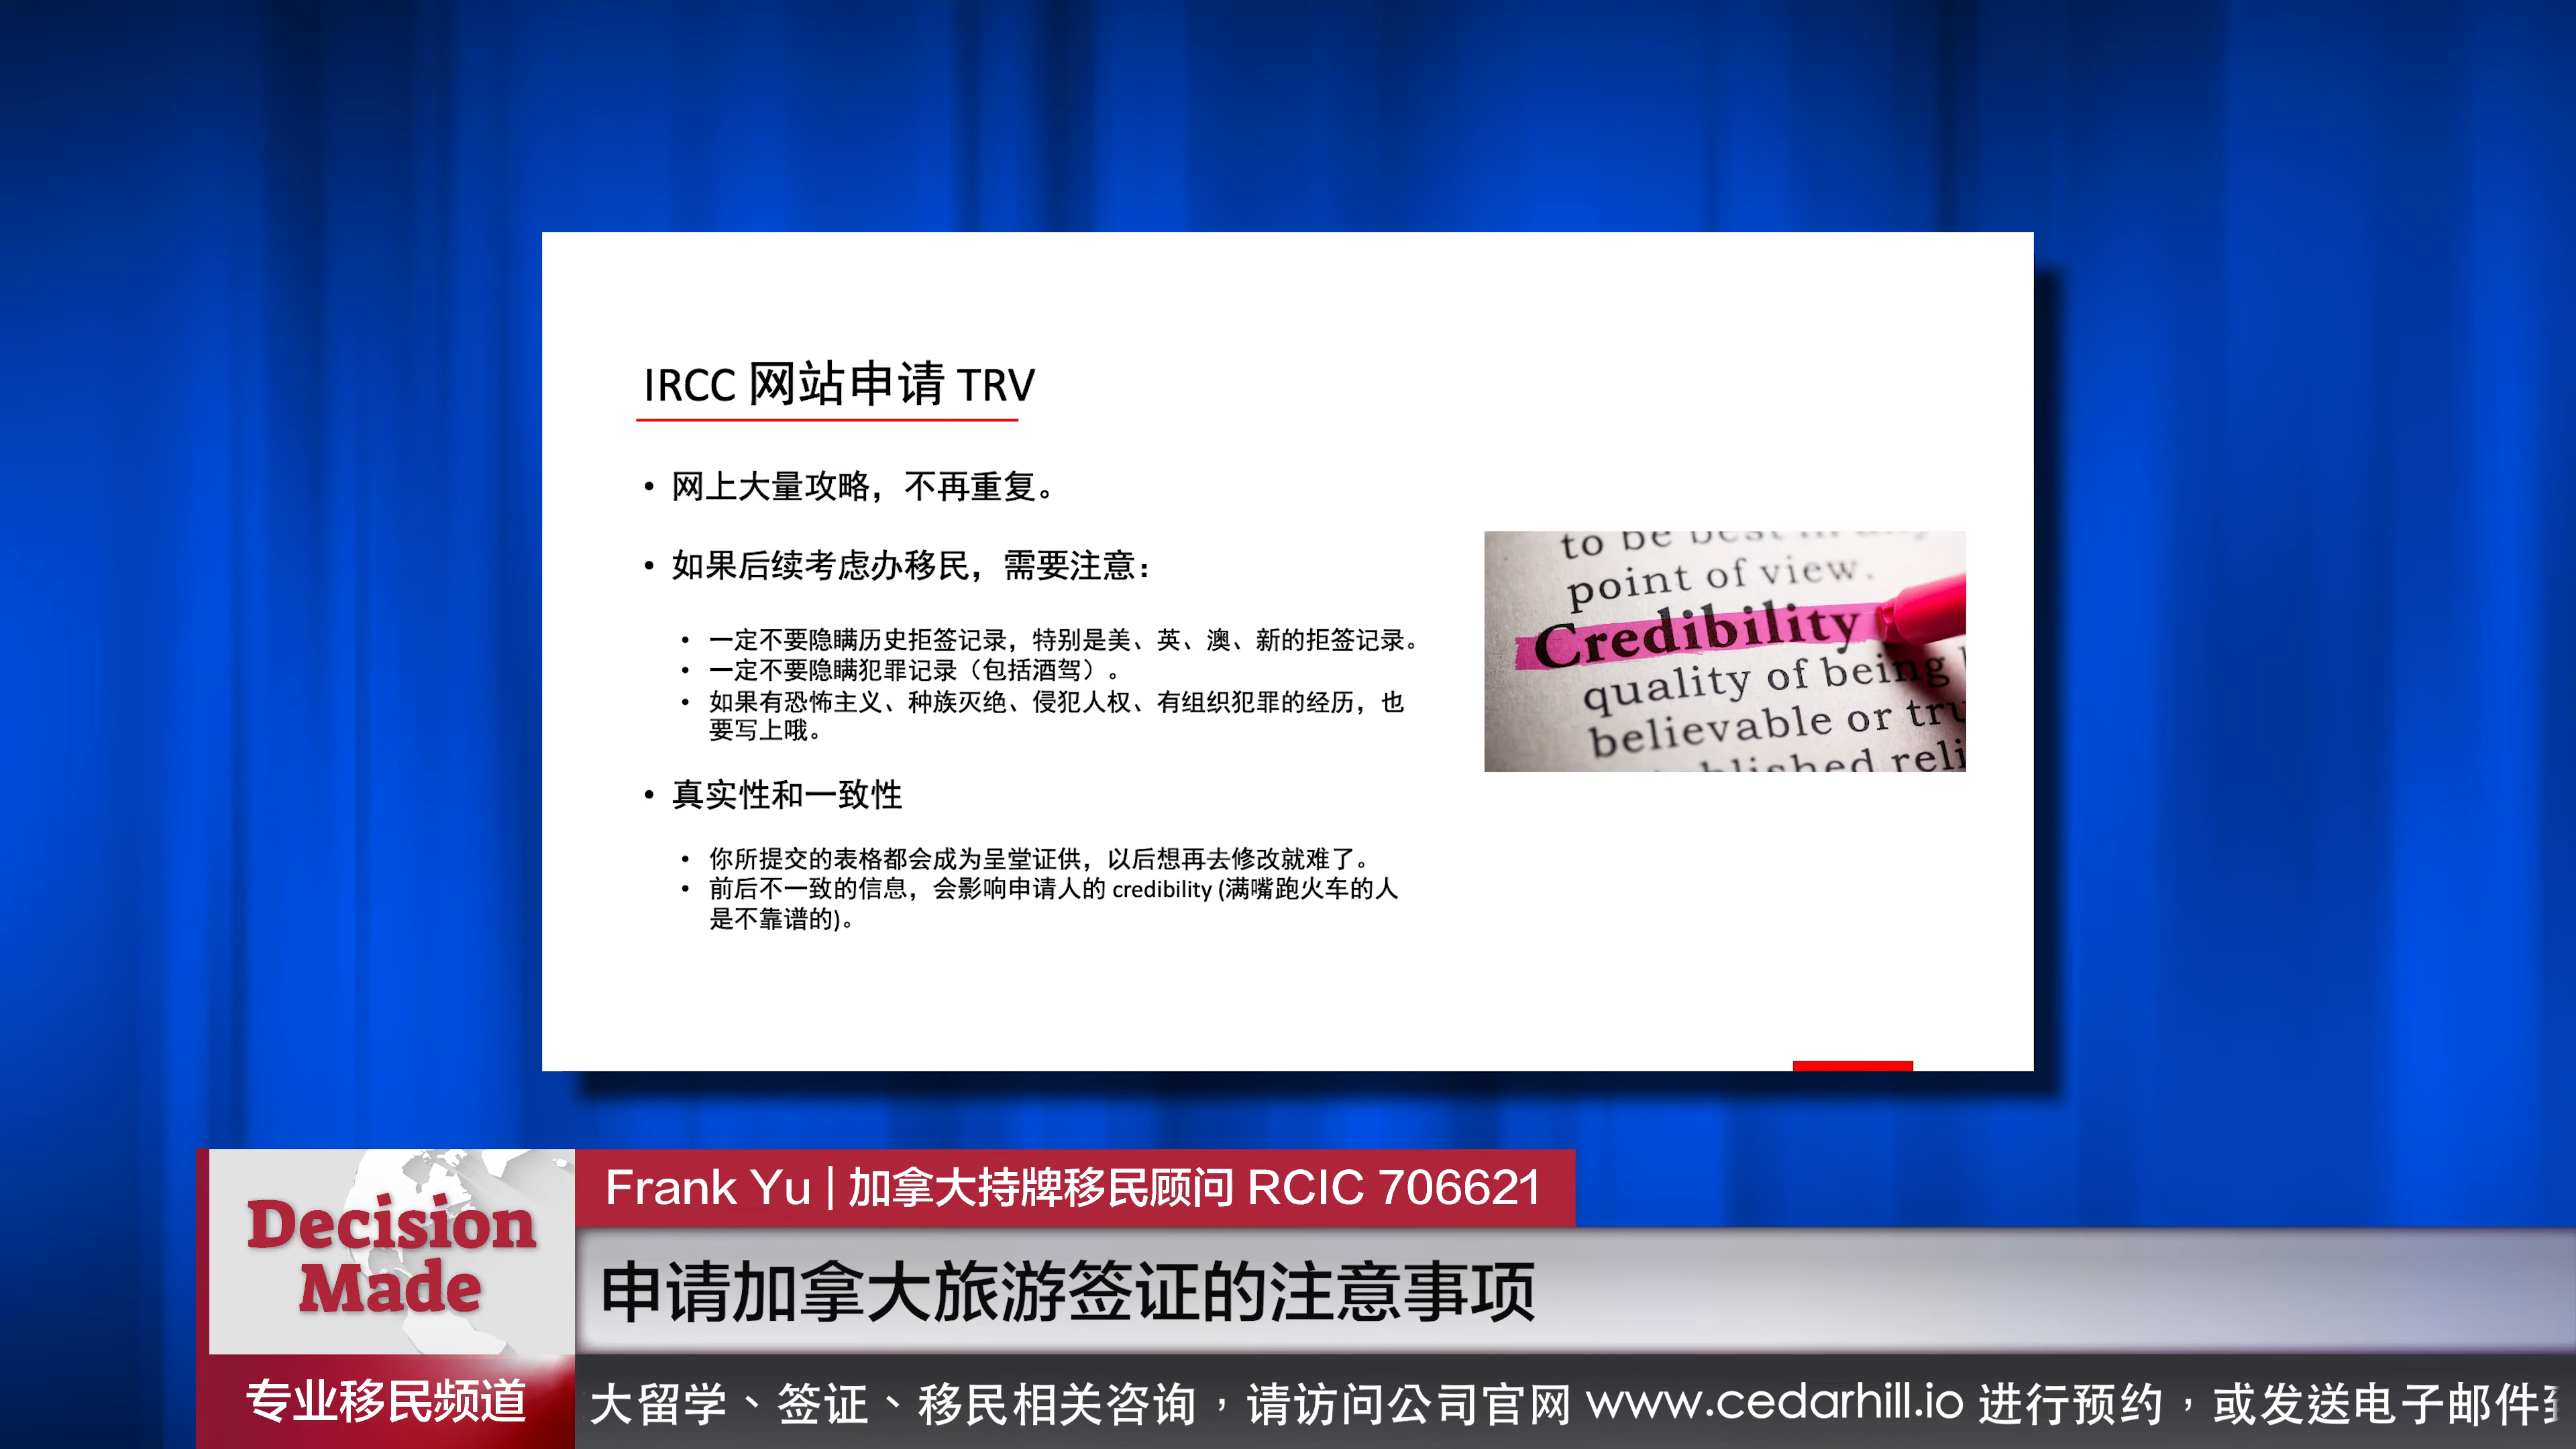 IRCC 网站申请 TRV
• 网上大量攻略，不再重复。
• 如果后续考虑办移民，需要注意：
• 一定不要隐瞒历史拒签记录，特别是美、英、澳、新的拒签记录。
• 一定不要隐瞒犯罪记录（包括酒驾）。
• 如果有恐怖主义、种族灭绝、侵犯人权、有组织犯罪的经历，也
要写上哦。
• 真实性和一致性
• 你所提交的表格都会成为呈堂证供，以后想再去修改就难了。
• 前后不一致的信息，会影响申请人的 credibility (满嘴跑火车的人
是不靠谱的)。
to be best in
point of view.
Credibility
quality of being
believable or
Decision
Made
专业移民频道
Frank Yu | 加拿大持牌移民顾问 RCIC 706621
申请加拿大旅游签证的注意事项
大留学、签证、移民相关咨询，请访问公司官网 www.cedarhill.io 进行预约，或发送电子邮件